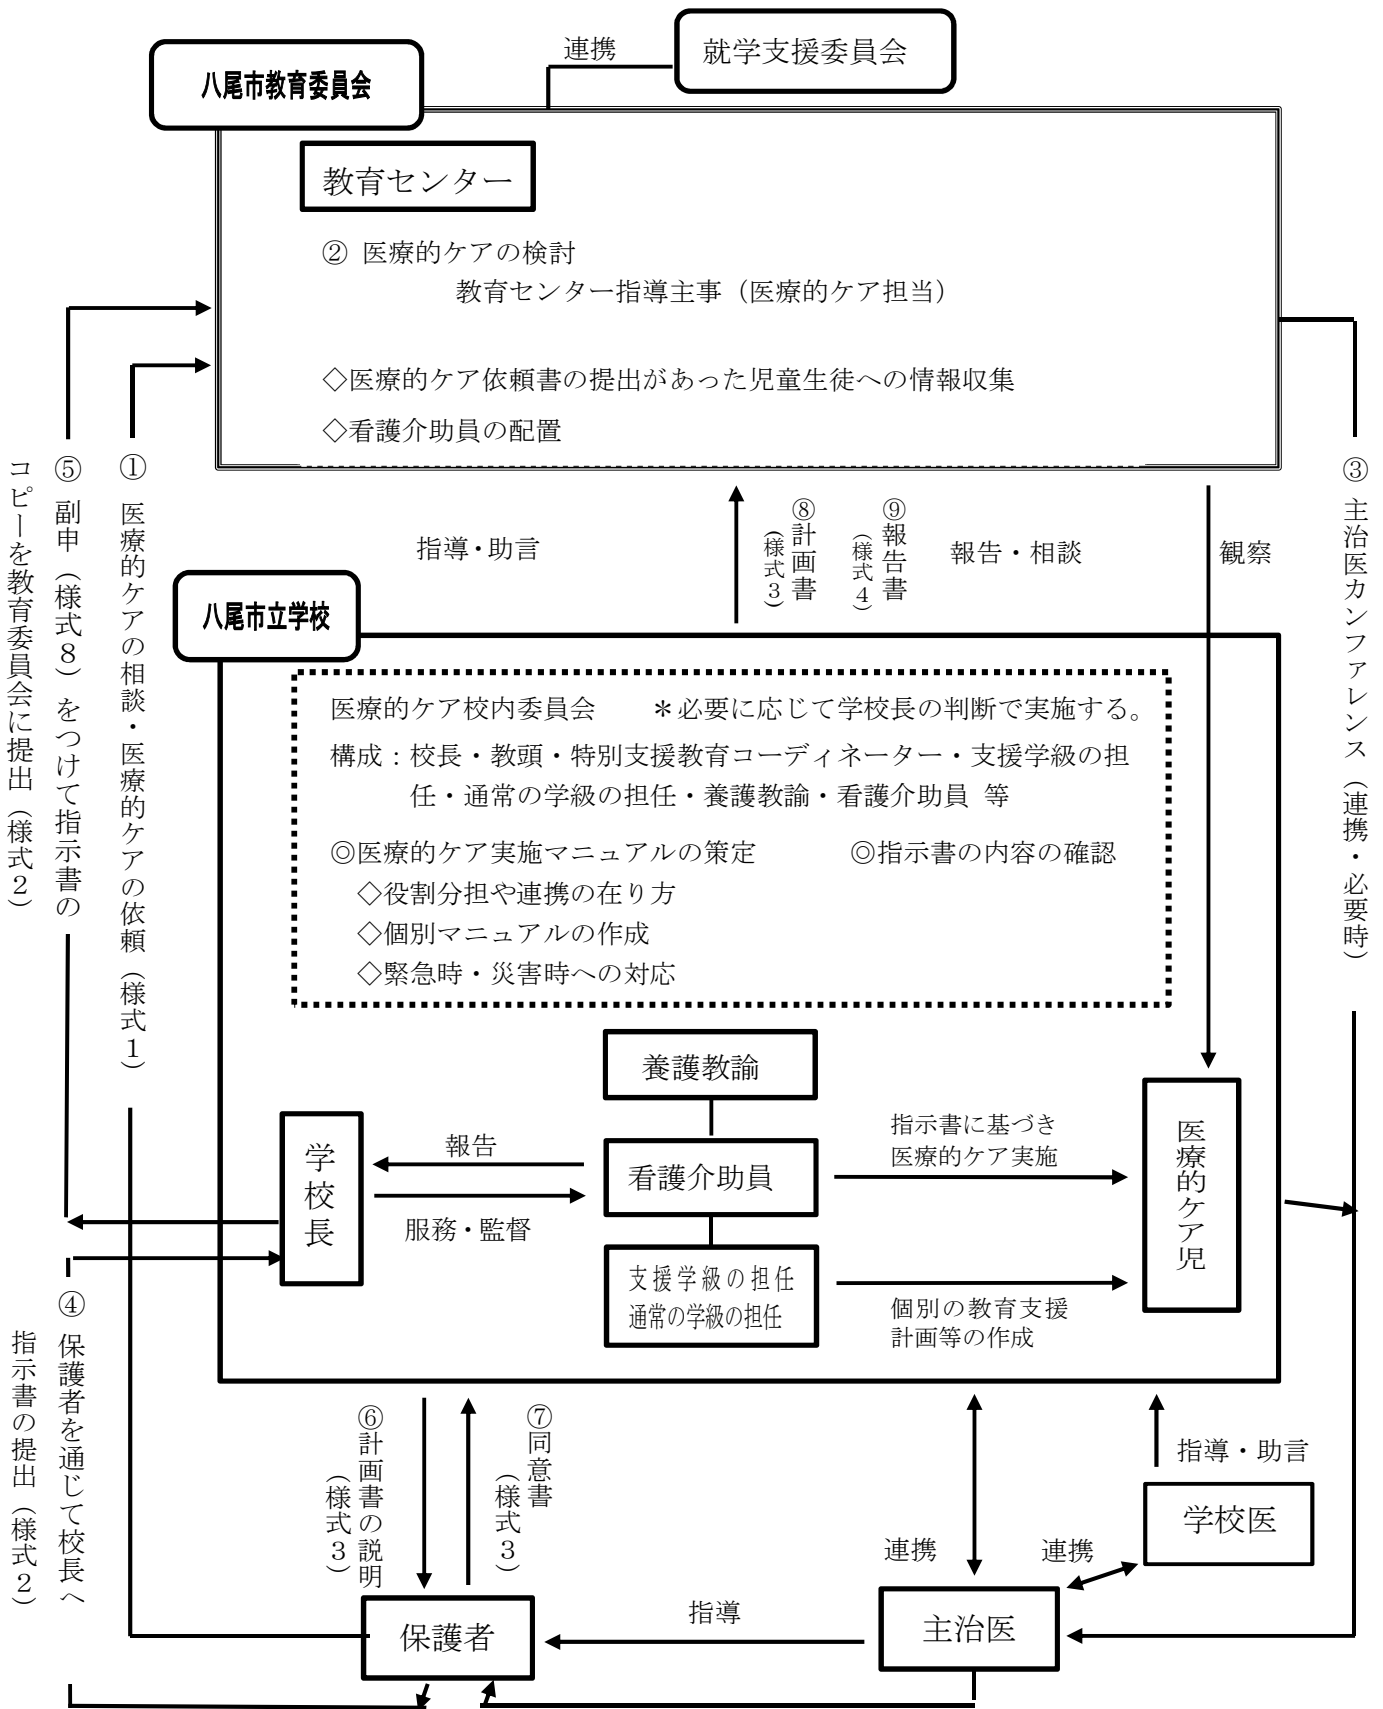 連携
就学支援委員会
八尾市教育委員会
教育センター
② 医療的ケアの検討
教育センター指導主事（医療的ケア担当）
◇医療的ケア依頼書の提出があった児童生徒への情報収集
◇看護介助員の配置
① 医療的ケアの相談・医療的ケアの依頼（様式１）
⑤ 副申（様式８）をつけて指示書の
コピーを教育委員会に提出（様式２）
③ 主治医カンファレンス（連携・必要時）
指導・助言
⑧計画書
（様式３）
⑨報告書
（様式４）
報告・相談
観察
八尾市立学校
医療的ケア校内委員会　　＊必要に応じて学校長の判断で実施する。
構成：校長・教頭・特別支援教育コーディネーター・支援学級の担
任・通常の学級の担任・養護教諭・看護介助員 等
◎医療的ケア実施マニュアルの策定　　　◎指示書の内容の確認
◇役割分担や連携の在り方
◇個別マニュアルの作成
◇緊急時・災害時への対応
養護教諭
学校長
報告
服務・監督
看護介助員
指示書に基づき
医療的ケア実施
医療的ケア児
支援学級の担任
通常の学級の担任
個別の教育支援
計画等の作成
④ 保護者を通じて校長へ
指示書の提出（様式２）
⑥計画書の説明
（様式３）
⑦同意書
（様式３）
指導・助言
学校医
連携
連携
保護者
指導
主治医